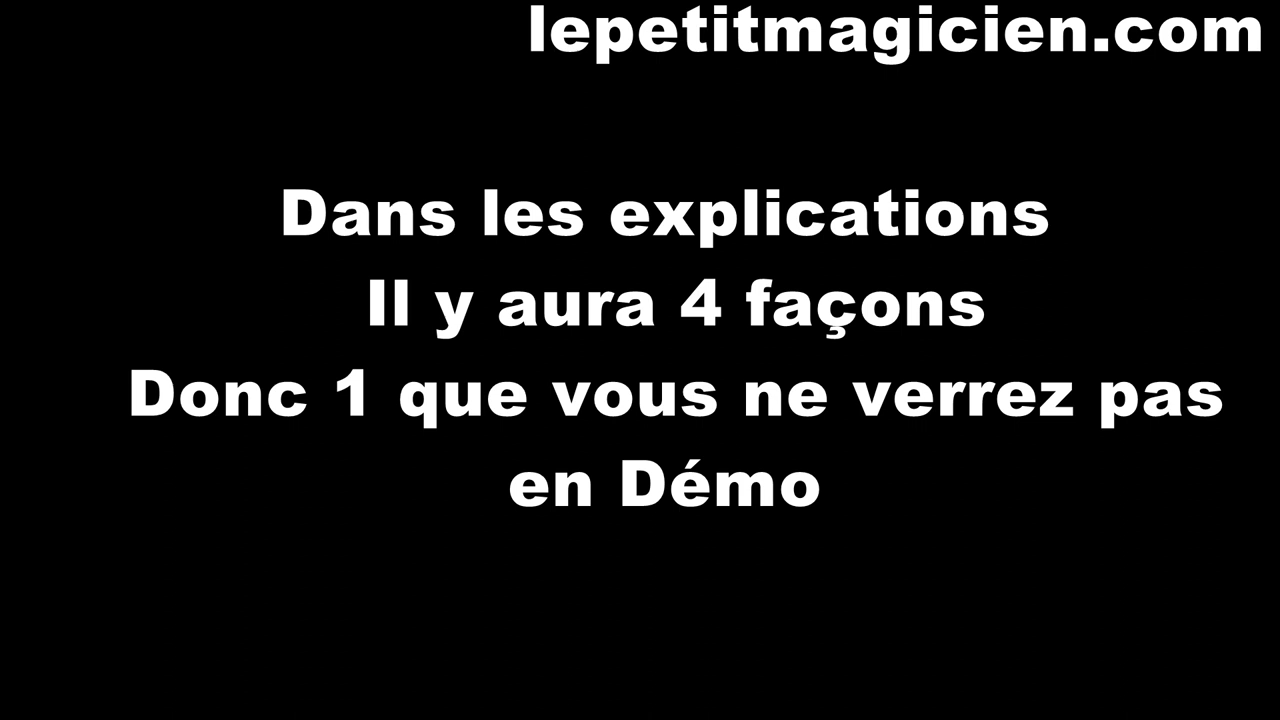 lepetitmagicien.com
Dans les explications
Il y aura 4 façons
Donc 1 que vous ne verrez pas
en Démo